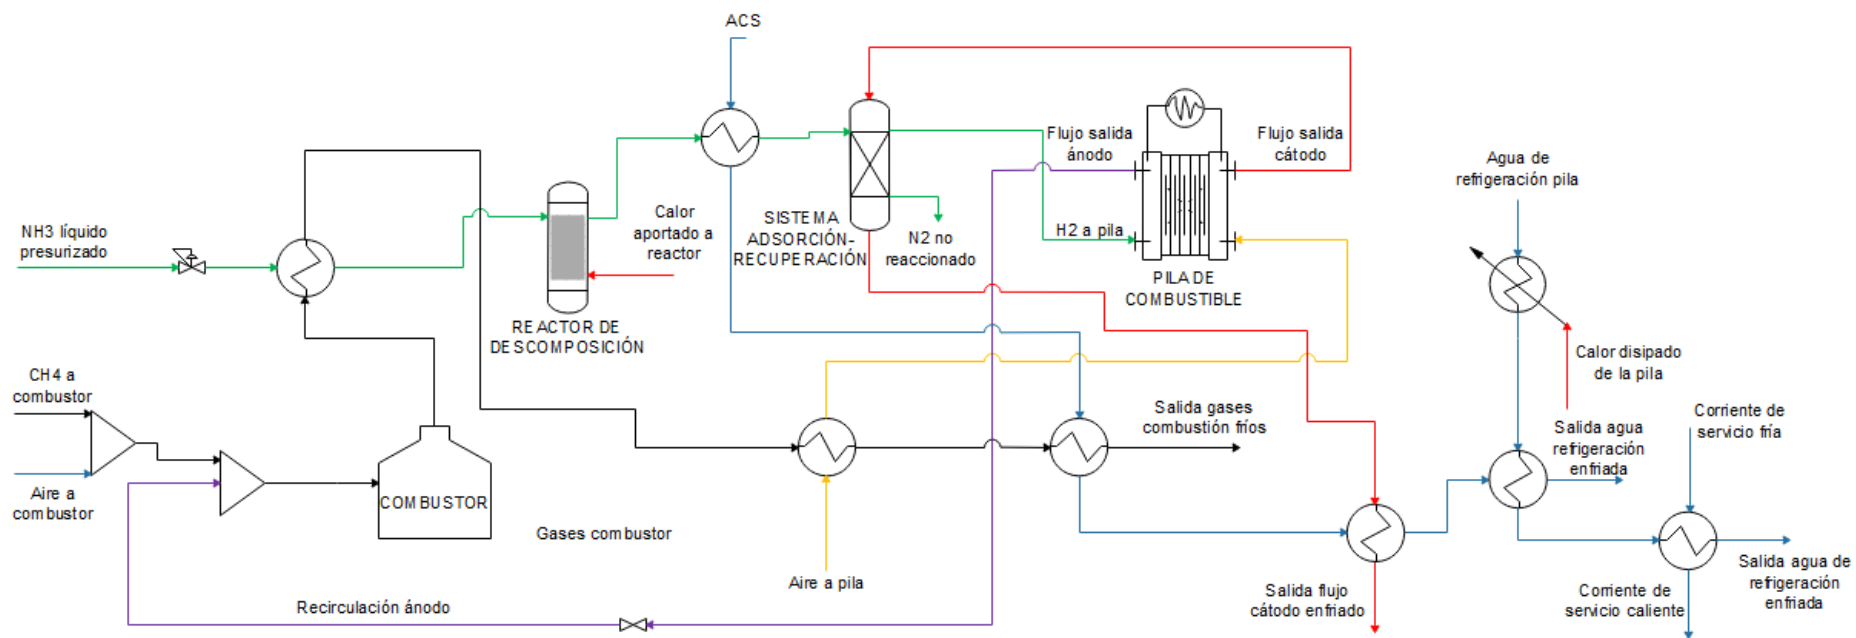 ACS
Flujo salida
ánodo
Flujo salida
cátodo
Agua de
refrigeración pila
NH3 líquido
presurizado
Calor
aportado a
reactor
SISTEMA
ADSORCIÓN-
RECUPERACIÓN
N2 no
reaccionado
H2 a pila
PILA DE
COMBUSTIBLE
REACTOR DE
DESCOMPOSICIÓN
Calor disipado
de la pila
CH4 a
combustor
Salida gases
combustión fríos
Salida agua
refrigeración
enfriada
Corriente de
servicio fría
Aire a
combustor
COMBUSTOR
Gases combustor
Aire a pila
Recirculación ánodo
Salida flujo
cátodo enfriado
Corriente de
servicio caliente
Salida agua de
refrigeración
enfriada